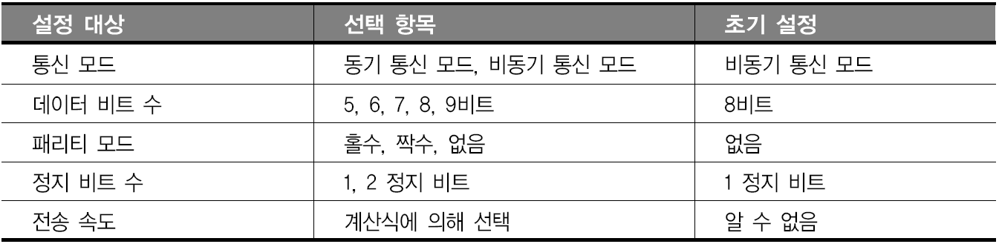 설정 대상 선택 항목 초기 설정
통신 모드 동기 통신 모드, 비동기 통신 모드 비동기 통신 모드
데이터 비트 수 5, 6, 7, 8, 9비트 8비트
패리티 모드 홀수, 짝수, 없음 없음
정지 비트 수 1, 2 정지 비트 1 정지 비트
전송 속도 계산식에 의해 선택 알 수 없음